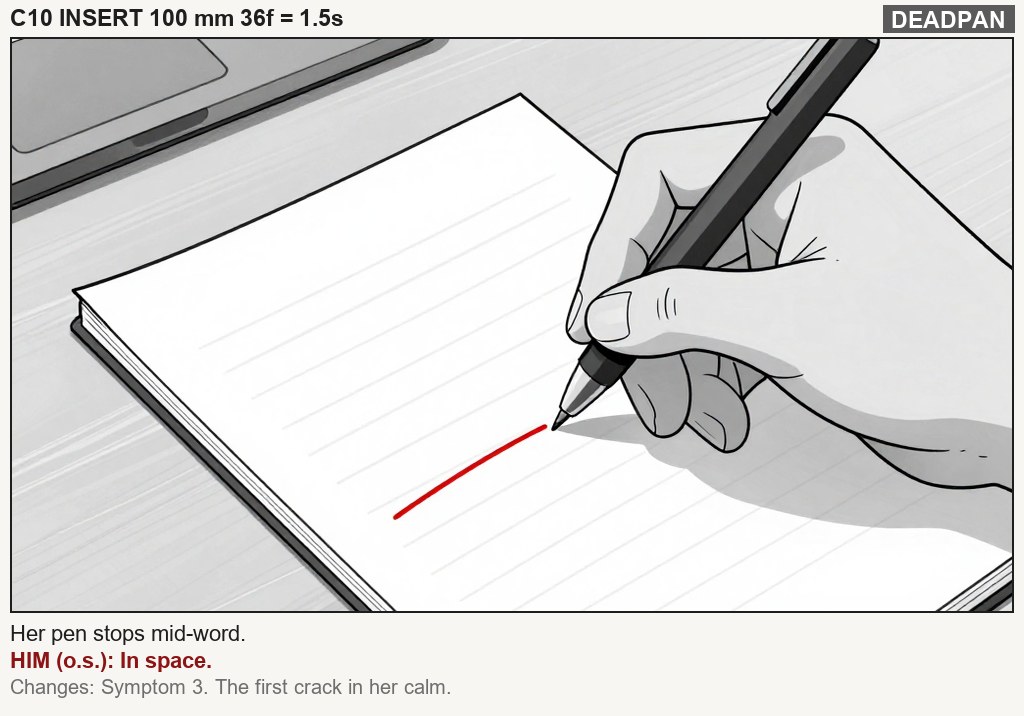 C10 INSERT 100 mm 36f = 1.5s
DEADPAN
Her pen stops mid-word.
HIM (o.s.): In space.
Changes: Symptom 3. The first crack in her calm.